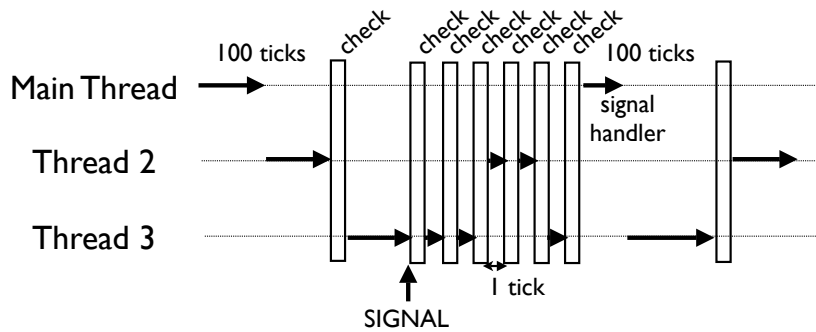 check check check check check check check
100 ticks 100 ticks
Main Thread
signal
handler
Thread 2
Thread 3
1 tick
SIGNAL